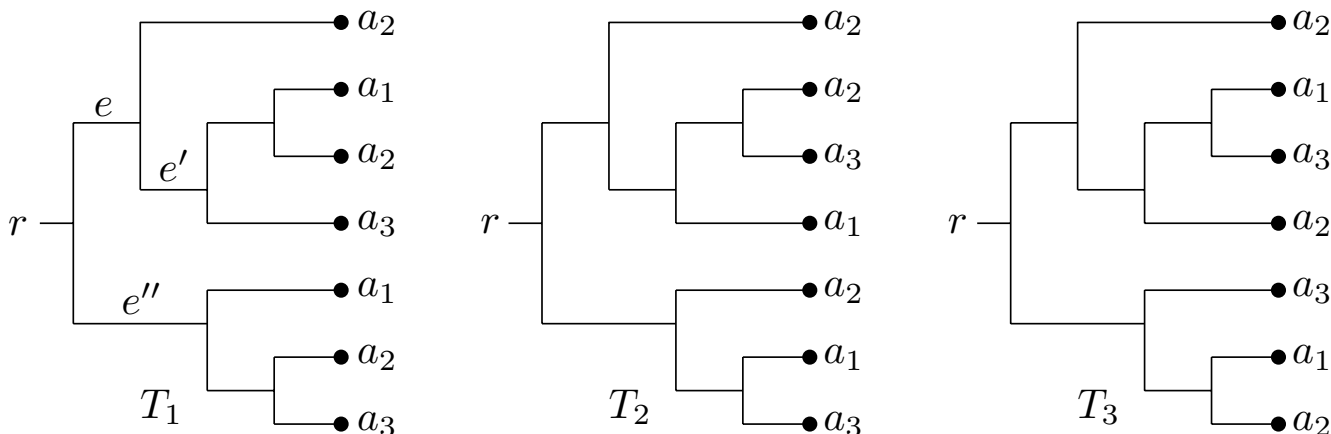 a₂ a₂ a₂
e a₁ a₂ a₁
e′ a₂ a₃ a₃
r a₃ r a₁ r a₂
e″ a₁ a₂ a₃
a₂ a₁ a₁
T₁ a₃ T₂ a₃ T₃ a₂